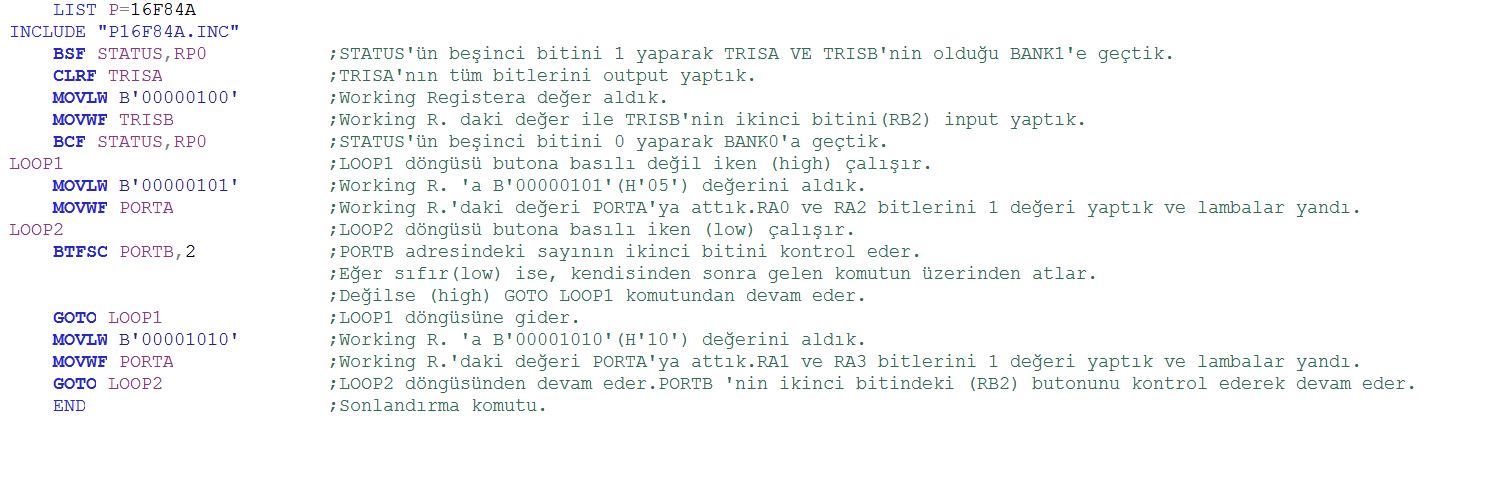 LIST P=16F84A
INCLUDE "P16F84A.INC"
BSF STATUS,RP0 ;STATUS'ün beşinci bitini 1 yaparak TRISA VE TRISB'nin olduğu BANK1'e geçtik.
CLRF TRISA ;TRISA'nın tüm bitlerini output yaptık.
MOVLW B'00000100' ;Working Registera değer aldık.
MOVWF TRISB ;Working R. daki değer ile TRISB'nin ikinci bitini(RB2) input yaptık.
BCF STATUS,RP0 ;STATUS'ün beşinci bitini 0 yaparak BANK0'a geçtik.
LOOP1 ;LOOP1 döngüsü butona basılı değil iken (high) çalışır.
MOVLW B'00000101' ;Working R. 'a B'00000101'(H'05') değerini aldık.
MOVWF PORTA ;Working R.'daki değeri PORTA'ya attık.RA0 ve RA2 bitlerini 1 değeri yaptık ve lambalar yandı.
LOOP2 ;LOOP2 döngüsü butona basılı iken (low) çalışır.
BTFSC PORTB,2 ;PORTB adresindeki sayının ikinci bitini kontrol eder.
;Eğer sıfır(low) ise, kendisinden sonra gelen komutun üzerinden atlar.
;Değilse (high) GOTO LOOP1 komutundan devam eder.
GOTO LOOP1 ;LOOP1 döngüsüne gider.
MOVLW B'00001010' ;Working R. 'a B'00001010'(H'10') değerini aldık.
MOVWF PORTA ;Working R.'daki değeri PORTA'ya attık.RA1 ve RA3 bitlerini 1 değeri yaptık ve lambalar yandı.
GOTO LOOP2 ;LOOP2 döngüsünden devam eder.PORTB 'nin ikinci bitindeki (RB2) butonunu kontrol ederek devam eder.
END ;Sonlandırma komutu.